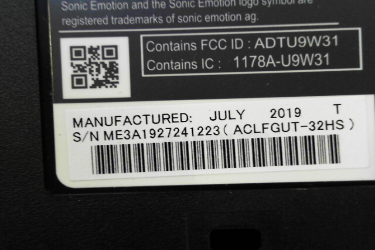 Sonic Emotion and the Sonic Emotion logo symbol are
registered trademarks of sonic emotion ag.
Contains FCC ID : ADTU9W31
Contains IC : 1178A-U9W31
MANUFACTURED: JULY 2019 T
S/N ME3A1927241223 ( ACLFGUT-32HS )